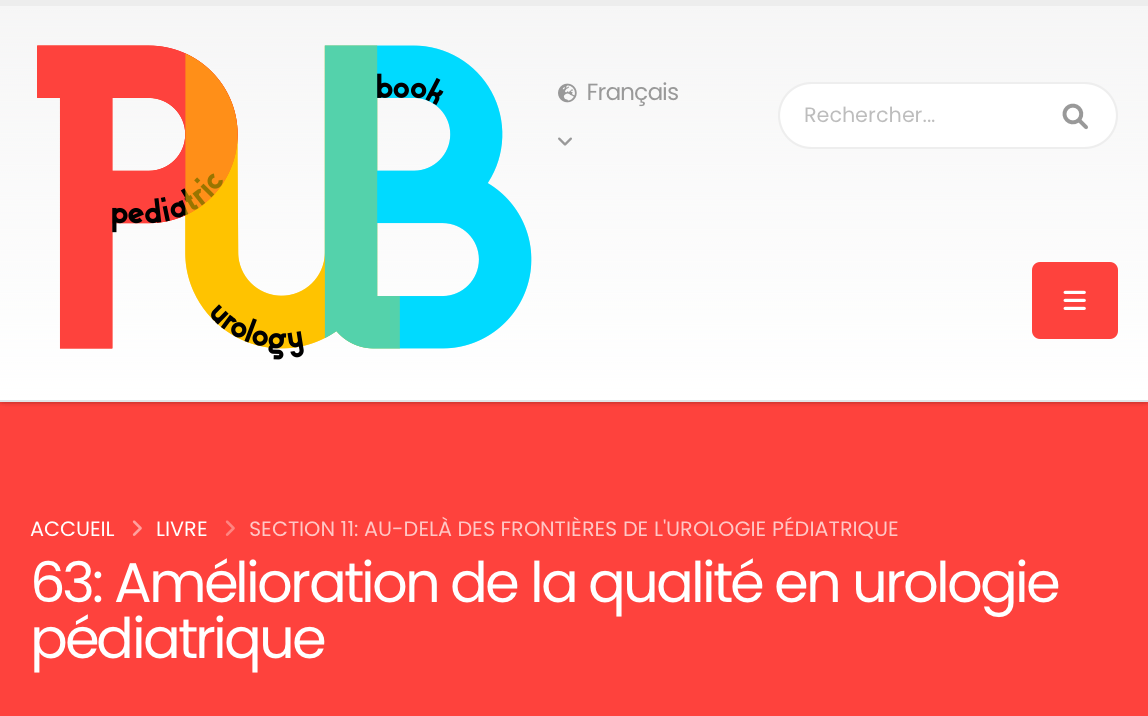 PUB
pediatric
urology
book
Français
Rechercher...
ACCUEIL > LIVRE > SECTION 11: AU-DELÀ DES FRONTIÈRES DE L'UROLOGIE PÉDIATRIQUE
63: Amélioration de la qualité en urologie
pédiatrique